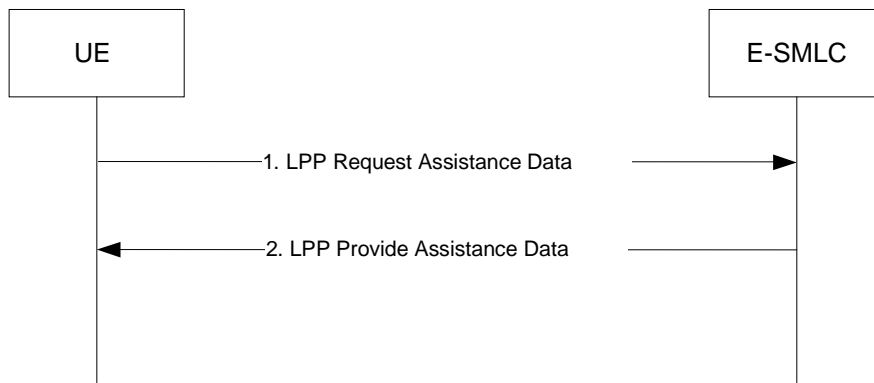 UE
E-SMLC
1. LPP Request Assistance Data
2. LPP Provide Assistance Data